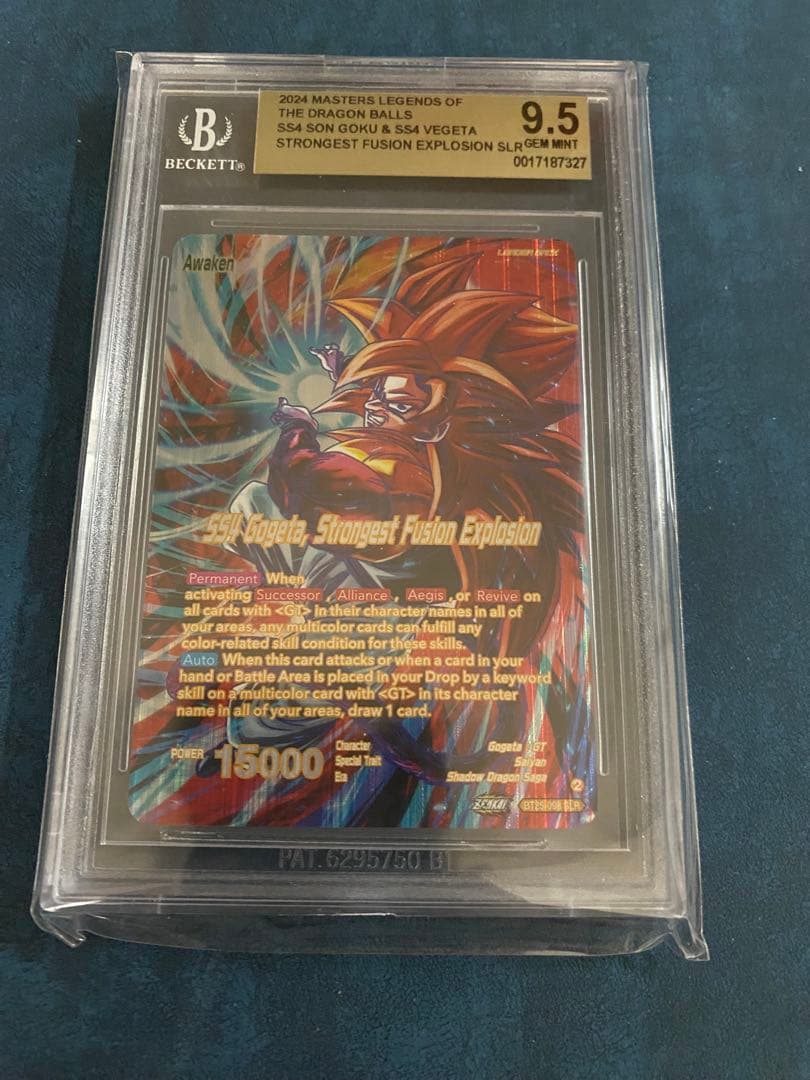 2024 MASTERS LEGENDS OF
THE DRAGON BALLS
SS4 SON GOKU & SS4 VEGETA
STRONGEST FUSION EXPLOSION SLR
9.5
GEM MINT
0017187327
B
BECKETT®
Awaken
SS4 Gogeta, Strongest Fusion Explosion
Permanent When
activating Successor , Alliance , Aegis , or Revive on
all cards with <GT> in their character names in all of
your areas, any multicolor cards can fulfill any
color-related skill condition for these skills.
Auto When this card attacks or when a card in your
hand or Battle Area is placed in your Drop by a keyword
skill on a multicolor card with <GT> in its character
name in all of your areas, draw 1 card.
POWER 15000
Character Gogeta : GT
Special Trait Saiyan
Era Shadow Dragon Saga
2
ZENKAI
SLR
PAT.6295750 B1